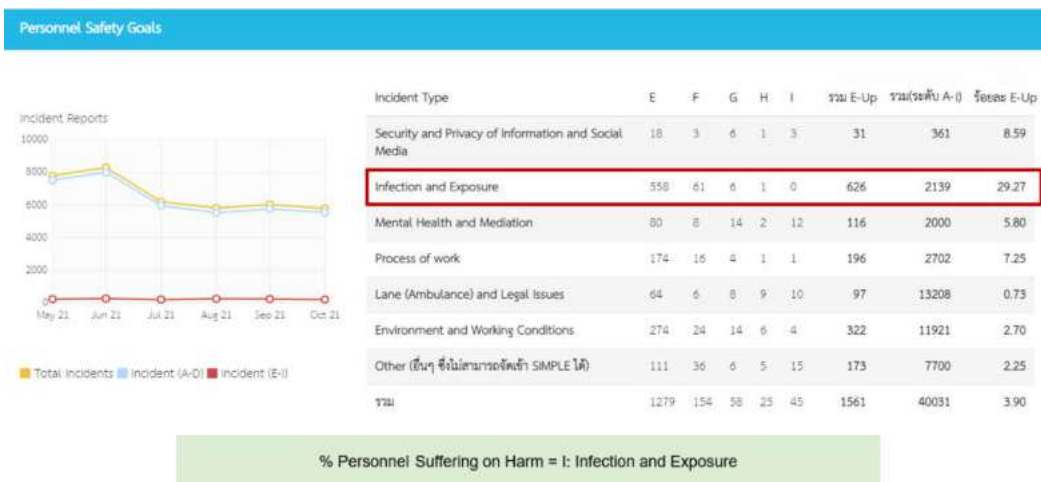 Personnel Safety Goals
Incident Reports
10000
8000
6000
4000
2000
0
May 21 Jun 21 Jul 21 Aug 21 Sep 21 Oct 21
Total Incidents Incident (A-D) Incident (E-I)
Incident Type E F G H I รวม E-Up รวม(ระดับ A-I) ร้อยละ E-Up
Security and Privacy of Information and Social 18 3 6 1 3 31 361 8.59
Media
Infection and Exposure 558 61 6 1 0 626 2139 29.27
Mental Health and Mediation 80 8 14 2 12 116 2000 5.80
Process of work 174 16 4 1 1 196 2702 7.25
Lane (Ambulance) and Legal Issues 64 6 8 9 10 97 13208 0.73
Environment and Working Conditions 274 24 14 6 4 322 11921 2.70
Other (อื่นๆ ซึ่งไม่สามารถจัดเข้า SIMPLE ได้) 111 36 6 5 15 173 7700 2.25
รวม 1279 154 58 25 45 1561 40031 3.90
% Personnel Suffering on Harm = I: Infection and Exposure